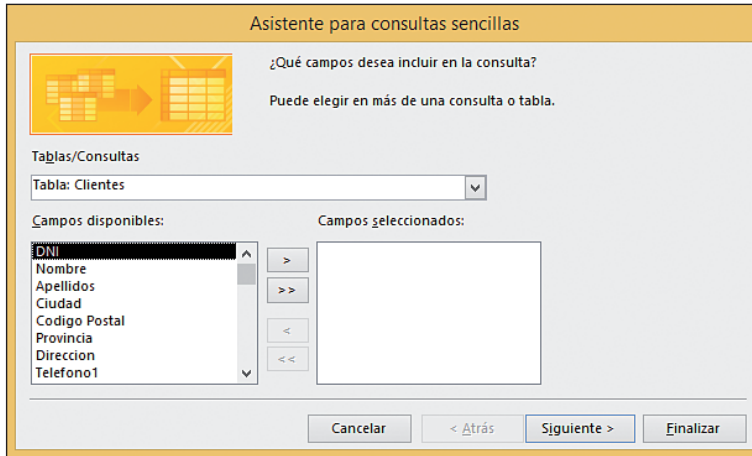 Asistente para consultas sencillas
¿Qué campos desea incluir en la consulta?
Puede elegir en más de una consulta o tabla.
Tablas/Consultas
Tabla: Clientes
Campos disponibles:
Campos seleccionados:
DNI
Nombre
Apellidos
Ciudad
Codigo Postal
Provincia
Direccion
Telefono1
>
>>
<
<<
Cancelar
< Atrás
Siguiente >
Finalizar